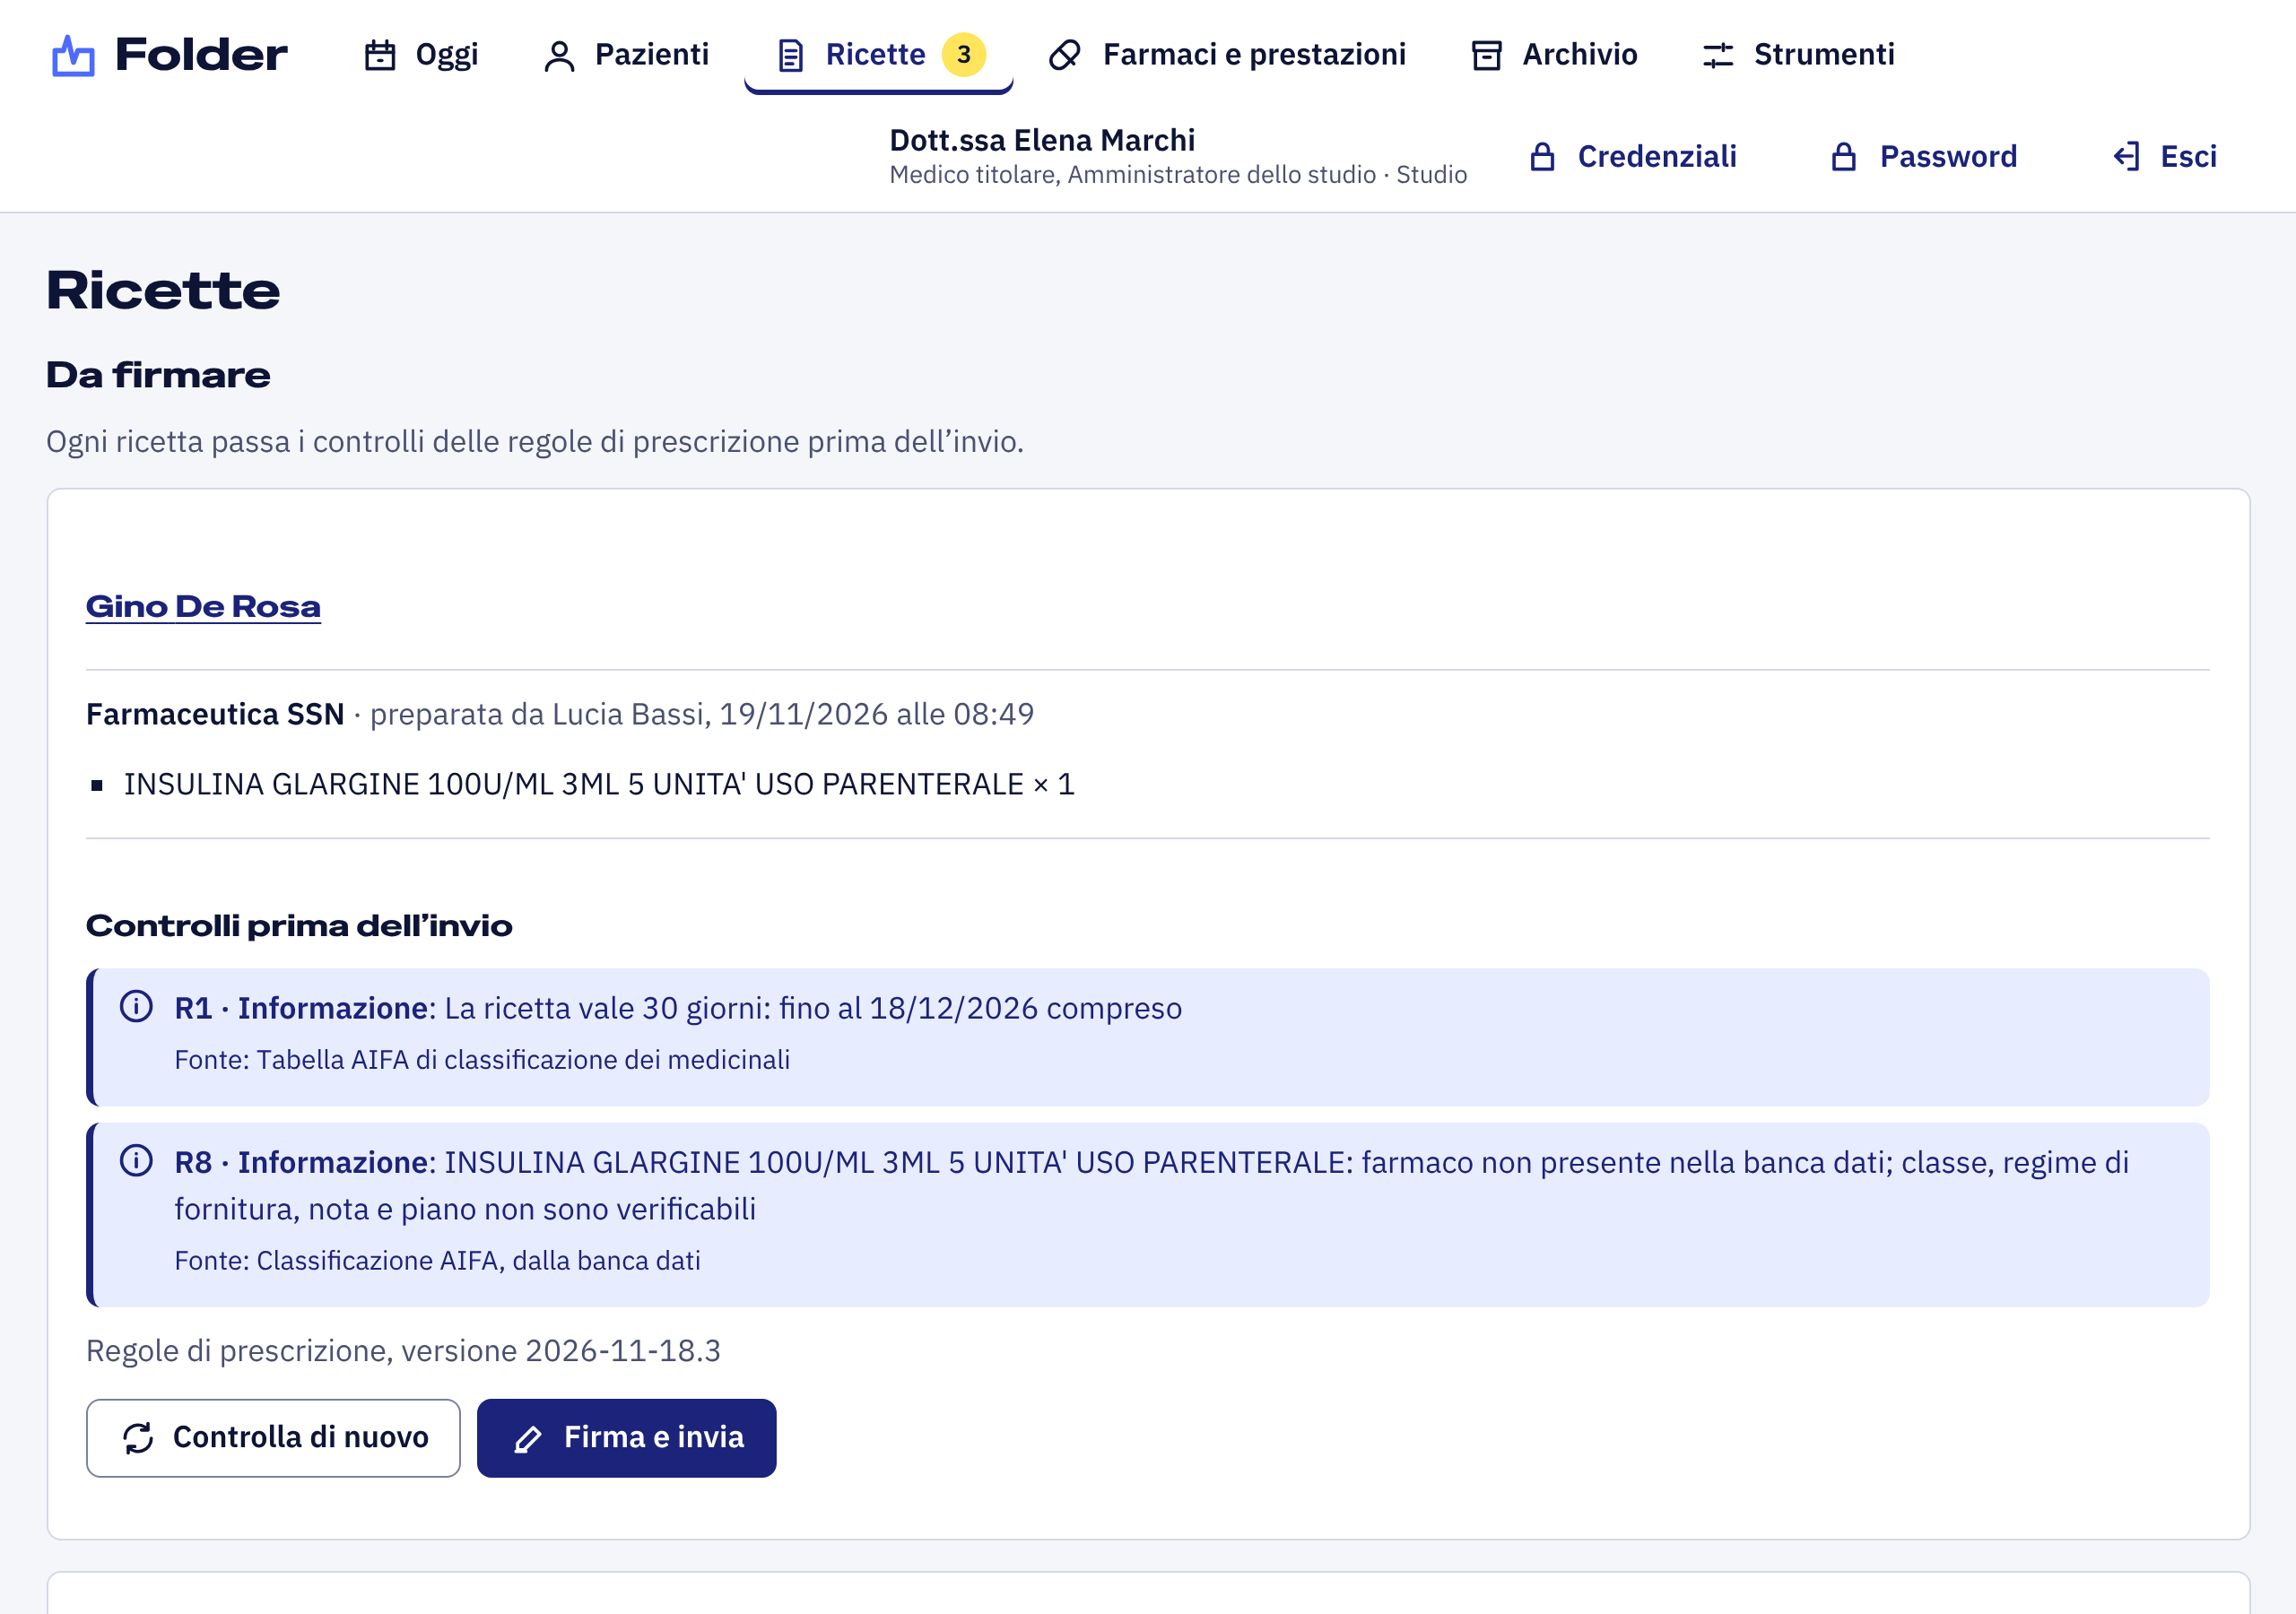 Folder
Oggi
Pazienti
Ricette 3
Farmaci e prestazioni
Archivio
Strumenti
Dott.ssa Elena Marchi
Medico titolare, Amministratore dello studio · Studio
Credenziali
Password
Esci
Ricette
Da firmare
Ogni ricetta passa i controlli delle regole di prescrizione prima dell’invio.
Gino De Rosa
Farmaceutica SSN · preparata da Lucia Bassi, 19/11/2026 alle 08:49
▪ INSULINA GLARGINE 100U/ML 3ML 5 UNITA' USO PARENTERALE × 1
Controlli prima dell’invio
R1 · Informazione: La ricetta vale 30 giorni: fino al 18/12/2026 compreso
Fonte: Tabella AIFA di classificazione dei medicinali
R8 · Informazione: INSULINA GLARGINE 100U/ML 3ML 5 UNITA' USO PARENTERALE: farmaco non presente nella banca dati; classe, regime di
fornitura, nota e piano non sono verificabili
Fonte: Classificazione AIFA, dalla banca dati
Regole di prescrizione, versione 2026-11-18.3
Controlla di nuovo
Firma e invia